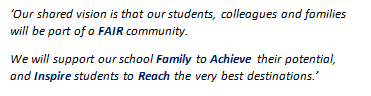 ‘Our shared vision is that our students, colleagues and families
will be part of a FAIR community.
We will support our school Family to Achieve their potential,
and Inspire students to Reach the very best destinations.’